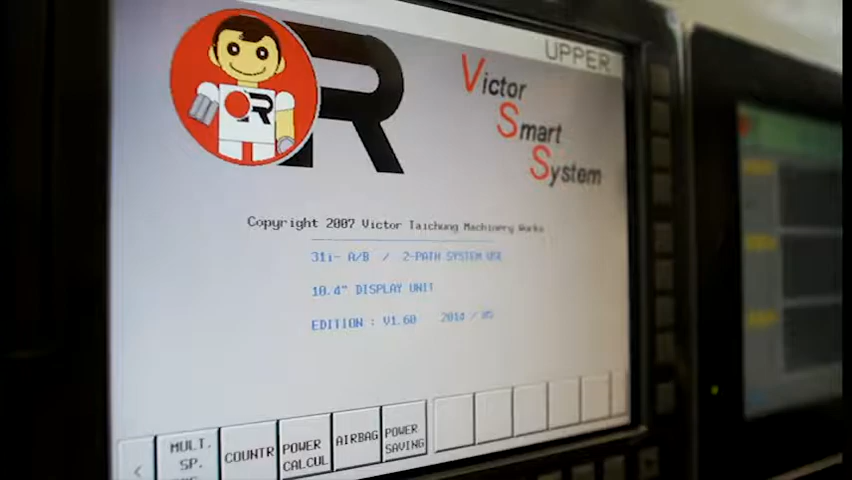 UPPER
R
Victor
Smart
System
R
Copyright 2007 Victor Taichung Machinery Works
31i- A/B / 2-PATH SYSTEM USE
10.4" DISPLAY UNIT
EDITION : V1.60 2014 / 05
<
MULT.
SP.
COUNTR
POWER
CALCUL
AIRBAG
POWER
SAVING